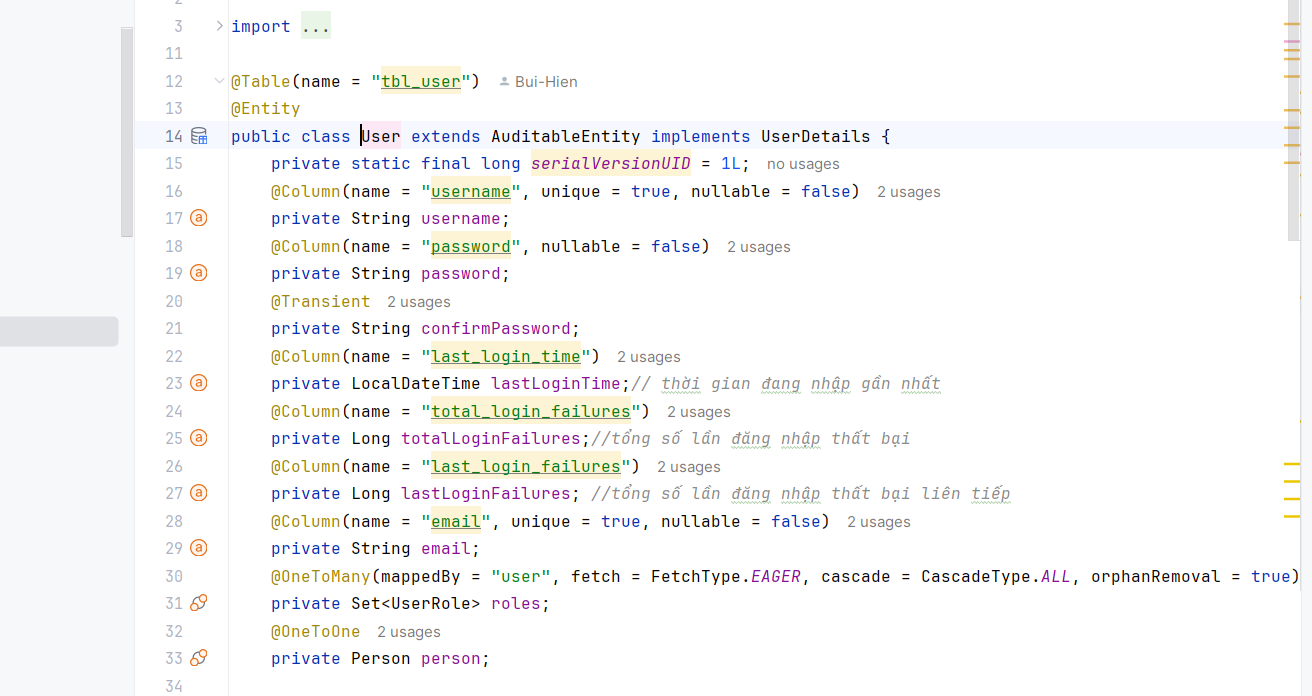 2
3 import ...
11
12 @Table(name = "tbl_user") Bui-Hien
13 @Entity
14 public class User extends AuditableEntity implements UserDetails {
15 private static final long serialVersionUID = 1L; no usages
16 @Column(name = "username", unique = true, nullable = false) 2 usages
17 private String username;
18 @Column(name = "password", nullable = false) 2 usages
19 private String password;
20 @Transient 2 usages
21 private String confirmPassword;
22 @Column(name = "last_login_time") 2 usages
23 private LocalDateTime lastLoginTime;// thời gian đang nhập gần nhất
24 @Column(name = "total_login_failures") 2 usages
25 private Long totalLoginFailures;//tổng số lần đăng nhập thất bại
26 @Column(name = "last_login_failures") 2 usages
27 private Long lastLoginFailures; //tổng số lần đăng nhập thất bại liên tiếp
28 @Column(name = "email", unique = true, nullable = false) 2 usages
29 private String email;
30 @OneToMany(mappedBy = "user", fetch = FetchType.EAGER, cascade = CascadeType.ALL, orphanRemoval = true)
31 private Set<UserRole> roles;
32 @OneToOne 2 usages
33 private Person person;
34